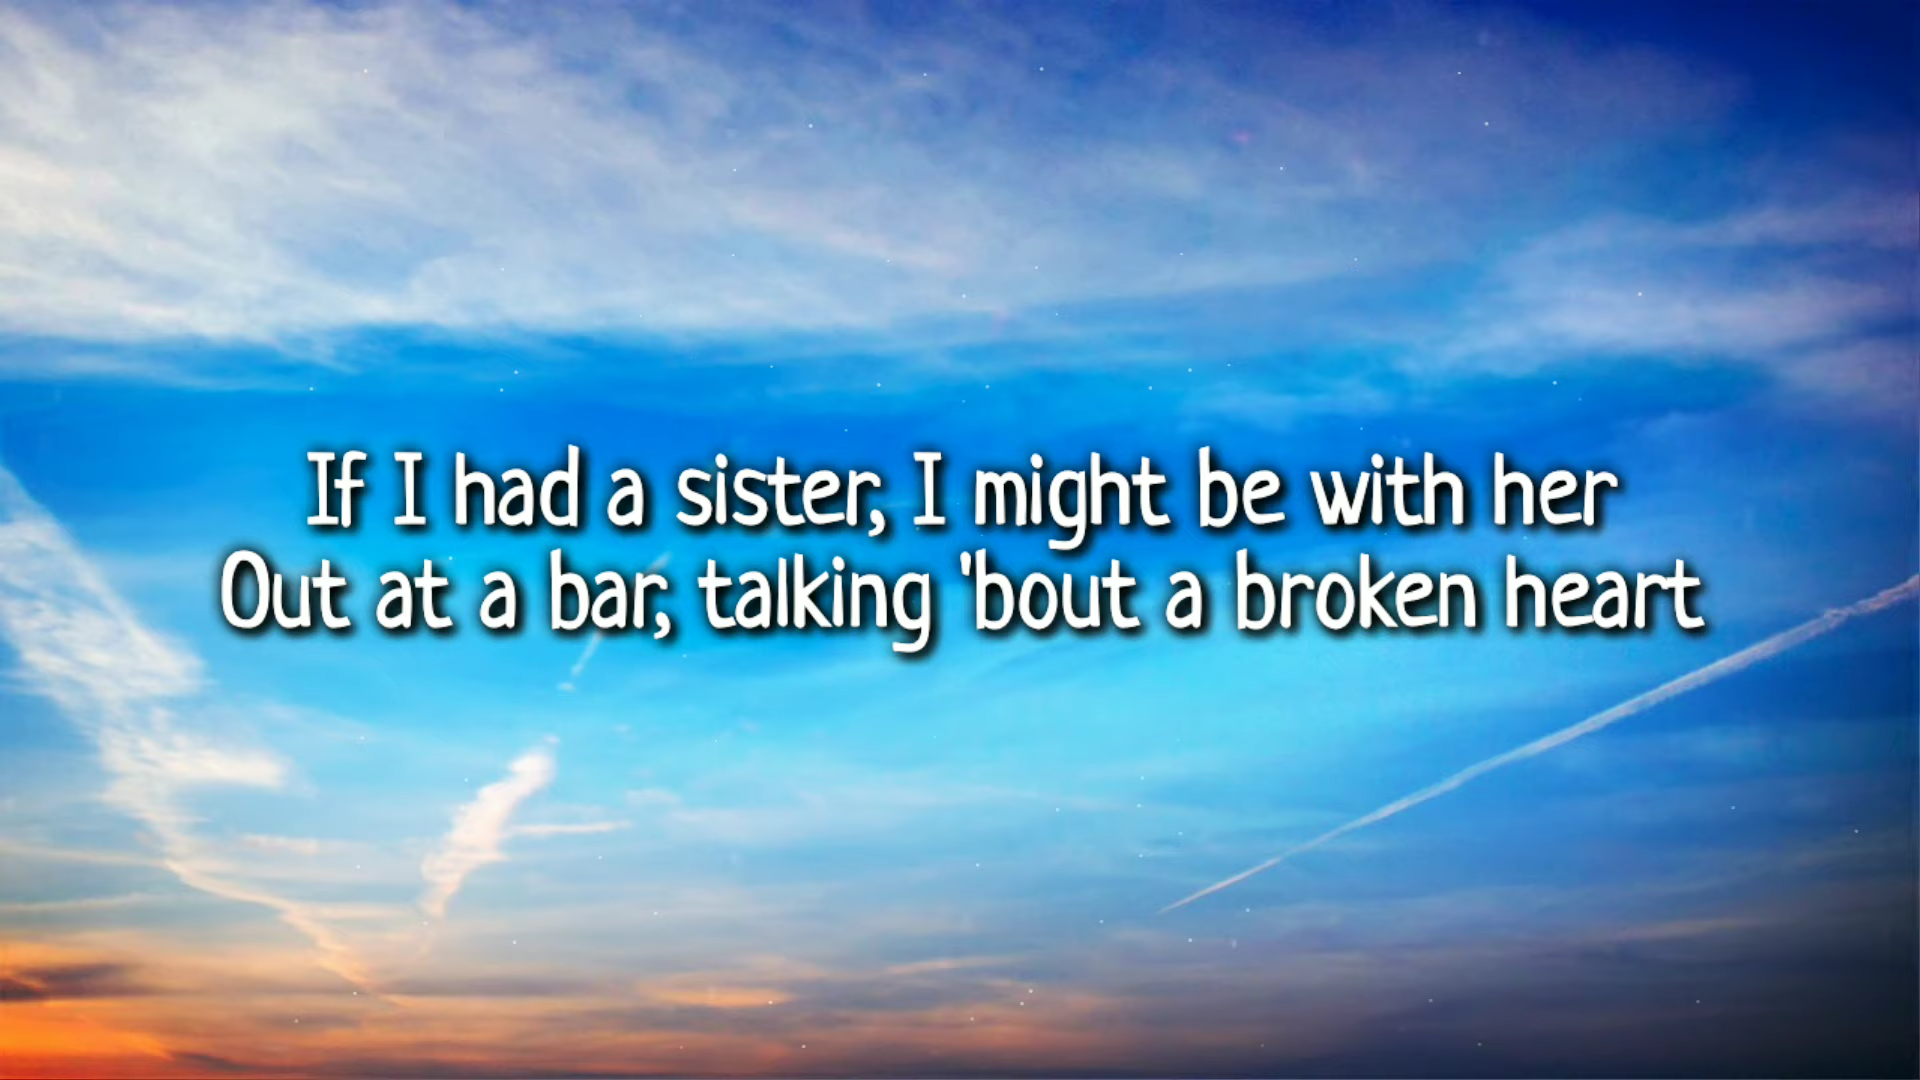 If I had a sister, I might be with her
Out at a bar, talking 'bout a broken heart